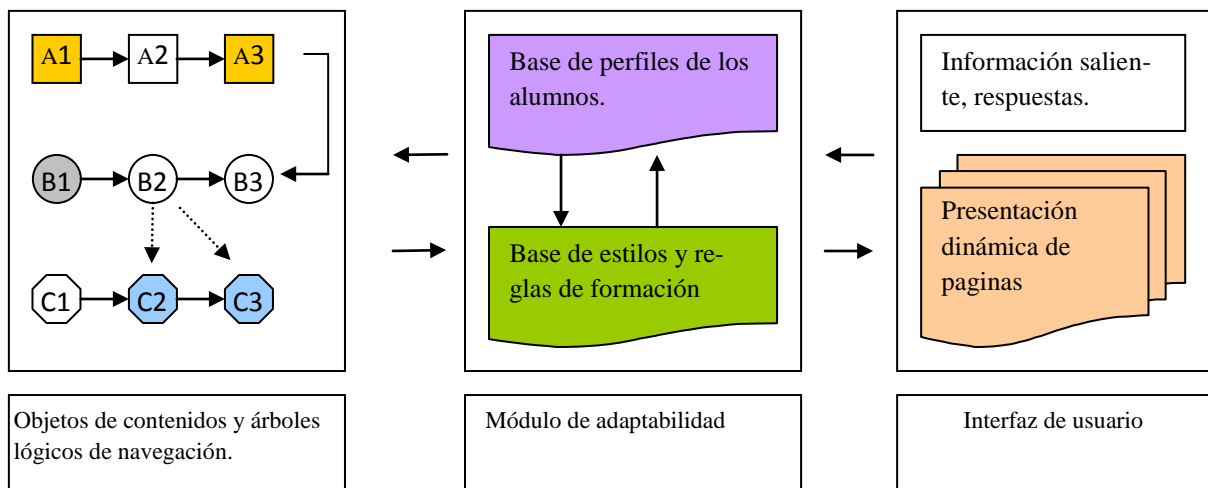 A1 A2 A3
B1 B2 B3
C1 C2 C3
Base de perfiles de los
alumnos.
Base de estilos y re-
glas de formación
Información salien-
te, respuestas.
Presentación
dinámica de
paginas
Objetos de contenidos y árboles
lógicos de navegación.
Módulo de adaptabilidad
Interfaz de usuario